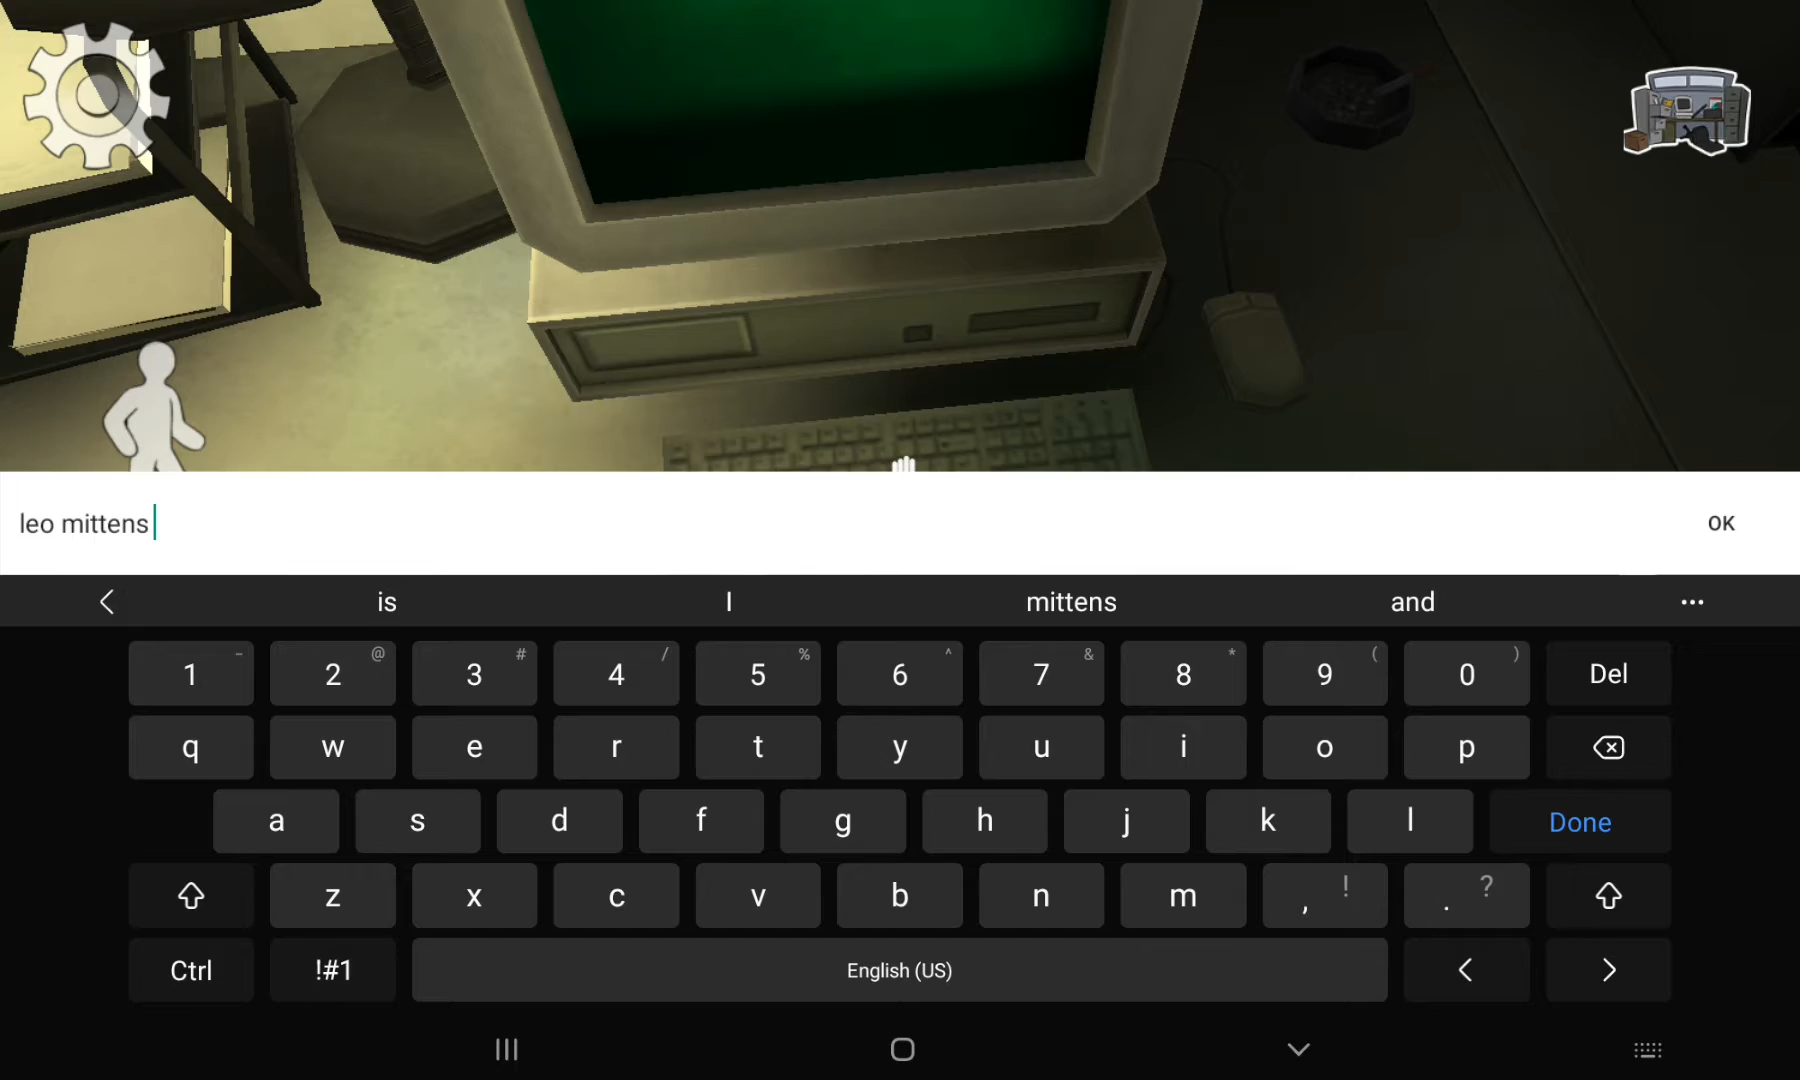 leo mittens
OK
is I mittens and
1 - 2 @ 3 # 4 / 5 % 6 ^ 7 & 8 * 9 ( 0 ) Del
q w e r t y u i o p
a s d f g h j k l Done
z x c v b n m , ! . ?
Ctrl !#1 English (US) < >